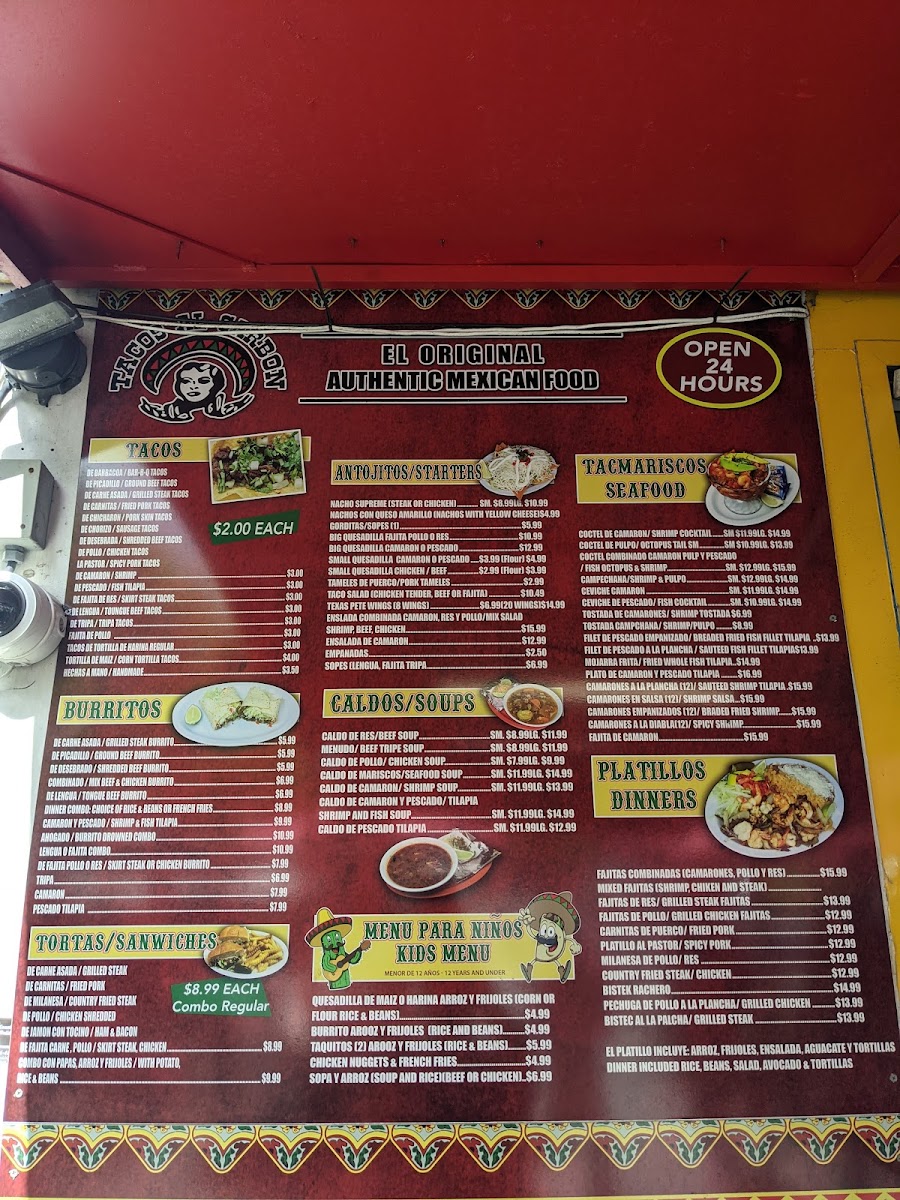 TACOS AL CARBON
EL ORIGINAL
AUTHENTIC MEXICAN FOOD
OPEN
24
HOURS
TACOS
DE BARBACOA / BAR-B-Q TACOS
DE PICADILLO / GROUND BEEF TACOS
DE CARNE ASADA / GRILLED STEAK TACOS
DE CARNITAS / FRIED PORK TACOS
DE CHICHARON / PORK SKIN TACOS
DE CHORIZO / SAUSAGE TACOS
DE DESEBRADA / SHREDDED BEEF TACOS
DE POLLO / CHICKEN TACOS
LA PASTOR / SPICY PORK TACOS
$2.00 EACH
DE CAMARON / SHRIMP $3.00
DE PESCADO / FISH TILAPIA $3.00
DE FAJITA DE RES / SKIRT STEAK TACOS $3.00
DE LENGUA / TOUNGUE BEEF TACOS $3.00
DE TRIPA / TRIPA TACOS $3.00
FAJITA DE POLLO $3.00
TACOS DE TORTILLA DE HARINA REGULAR $3.00
TORTILLA DE MAIZ / CORN TORTILLA TACOS $4.00
HECHAS A MANO / HANDMADE $3.50
BURRITOS
DE CARNE ASADA / GRILLED STEAK BURRITO $5.99
DE PICADILLO / GROUND BEEF BURRITO $5.99
DE DESEBRADO / SHREEDED BEEF BURRITO $5.99
COMBINADO / MIX BEEF & CHICKEN BURRITO $6.99
DE LENGUA / TONGUE BEEF BURRITO $6.99
DINNER COMBO: CHOICE OF RICE & BEANS OR FRENCH FRIES $8.99
CAMARON Y PESCADO / SHRIMP & FISH TILAPIA $9.99
AHOGADO / BURRITO DROWNED COMBO $10.99
LENGUA O FAJITA COMBO $10.99
DE FAJITA POLLO O RES / SKIRT STEAK OR CHICKEN BURRITO $7.99
TRIPA $6.99
CAMARON $7.99
PESCADO TILAPIA $7.99
TORTAS/SANWICHES
DE CARNE ASADA / GRILLED STEAK
DE CARNITAS / FRIED PORK
DE MILANESA / COUNTRY FRIED STEAK
DE POLLO / CHICKEN SHREDDED
DE JAMON CON TOCINO / HAM & BACON
$8.99 EACH
Combo Regular
DE FAJITA CARNE , POLLO / SKIRT STEAK, CHICKEN $8.99
COMBO CON PAPAS, ARROZ Y FRIJOLES / WITH POTATO,
RICE & BEANS $9.99
ANTOJITOS/STARTERS
NACHO SUPREME (STEAK OR CHICKEN) SM. $8.99LG. $10.99
NACHOS CON QUESO AMARILLO (NACHOS WITH YELLOW CHEESE)$4.99
GORDITAS/SOPES (1) $5.99
BIG QUESADILLA FAJITA POLLO O RES $10.99
BIG QUESADILLA CAMARON O PESCADO $12.99
SMALL QUESADILLA CAMARON O PESCADO $3.99 (Flour) $4.99
SMALL QUESADILLA CHICKEN / BEEF $2.99 (Flour) $3.99
TAMELES DE PUERCO/PORK TAMELES $2.99
TACO SALAD (CHICKEN TENDER, BEEF OR FAJITA) $10.49
TEXAS PETE WINGS (8 WINGS) $6.99(20 WINGS)$14.99
ENSLADA COMBINADA CAMARON, RES Y POLLO/MIX SALAD
SHRIMP, BEEF, CHICKEN $15.99
ENSALADA DE CAMARON $12.99
EMPANADAS $2.50
SOPES (LENGUA, FAJITA TRIPA $6.99
CALDOS/SOUPS
CALDO DE RES/BEEF SOUP SM. $8.99LG. $11.99
MENUDO/ BEEF TRIPE SOUP SM. $8.99LG. $11.99
CALDO DE POLLO/ CHICKEN SOUP SM. $7.99LG. $9.99
CALDO DE MARISCOS/SEAFOOD SOUP SM. $11.99LG. $14.99
CALDO DE CAMARON/ SHRIMP SOUP SM. $11.99LG. $13.99
CALDO DE CAMARON Y PESCADO/ TILAPIA
SHRIMP AND FISH SOUP SM. $11.99LG. $14.99
CALDO DE PESCADO TILAPIA SM. $11.99LG. $12.99
MENU PARA NIÑOS
KIDS MENU
MENOR DE 12 AÑOS - 12 YEARS AND UNDER
QUESADILLA DE MAIZ O HARINA ARROZ Y FRIJOLES (CORN OR
FLOUR RICE & BEANS) $4.99
BURRITO AROOZ Y FRIJOLES (RICE AND BEANS) $4.99
TAQUITOS (2) AROOZ Y FRIJOLES (RICE & BEANS) $5.99
CHICKEN NUGGETS & FRENCH FRIES $4.99
SOPA Y ARROZ (SOUP AND RICE)(BEEF OR CHICKEN) $6.99
TACMARISCOS
SEAFOOD
COCTEL DE CAMARON/ SHRIMP COCKTAIL SM $11.99LG. $14.99
COCTEL DE PULPO/ OCTOPUS TAIL SM SM $10.99LG. $13.99
COCTEL COMBINADO CAMARON PULP Y PESCADO
/ FISH OCTOPUS & SHRIMP SM. $12.99LG. $15.99
CAMPECHANA/SHRIMP & PULPO SM. $12.99LG. $14.99
CEVICHE CAMARON SM. $11.99LG. $14.99
CEVICHE DE PESCADO/ FISH COCKTAIL SM. $10.99LG. $14.99
TOSTADA DE CAMARONES / SHRIMP TOSTADA $6.99
TOSTADA CAMPCHANA/ SHRIMP/PULPO $8.99
FILET DE PESCADO EMPANIZADO/ BREADED FRIED FISH FILLET TILAPIA $13.99
FILET DE PESCADO A LA PLANCHA / SAUTEED FISH FILLET TILAPIA$13.99
MOJARRA FRITA/ FRIED WHOLE FISH TILAPIA $14.99
PLATO DE CAMARON Y PESCADO TILAPIA $16.99
CAMARONES A LA PLANCHA (12)/ SAUTEED SHRIMP TILAPIA $15.99
CAMARONES EN SALSA (12)/ SHRIMP SALSA $15.99
CAMARONES EMPANIZADOS (12)/ BRADED FRIED SHRIMP $15.99
CAMARONES A LA DIABLA(12)/ SPICY SHRIMP $15.99
FAJITA DE CAMARON $15.99
PLATILLOS
DINNERS
FAJITAS COMBINADAS (CAMARONES, POLLO Y RES) $15.99
MIXED FAJITAS (SHRIMP, CHIKEN AND STEAK)
FAJITAS DE RES/ GRILLED STEAK FAJITAS $13.99
FAJITAS DE POLLO/ GRILLED CHICKEN FAJITAS $12.99
CARNITAS DE PUERCO/ FRIED PORK $12.99
PLATILLO AL PASTOR/ SPICY PORK $12.99
MILANESA DE POLLO/ RES $12.99
COUNTRY FRIED STEAK/ CHICKEN $12.99
BISTEK RACHERO $14.99
PECHUGA DE POLLO A LA PLANCHA/ GRILLED CHICKEN $13.99
BISTEC AL LA PALCHA/ GRILLED STEAK $13.99
EL PLATILLO INCLUYE: ARROZ, FRIJOLES, ENSALADA, AGUACATE Y TORTILLAS
DINNER INCLUDED RICE, BEANS, SALAD, AVOCADO & TORTILLAS